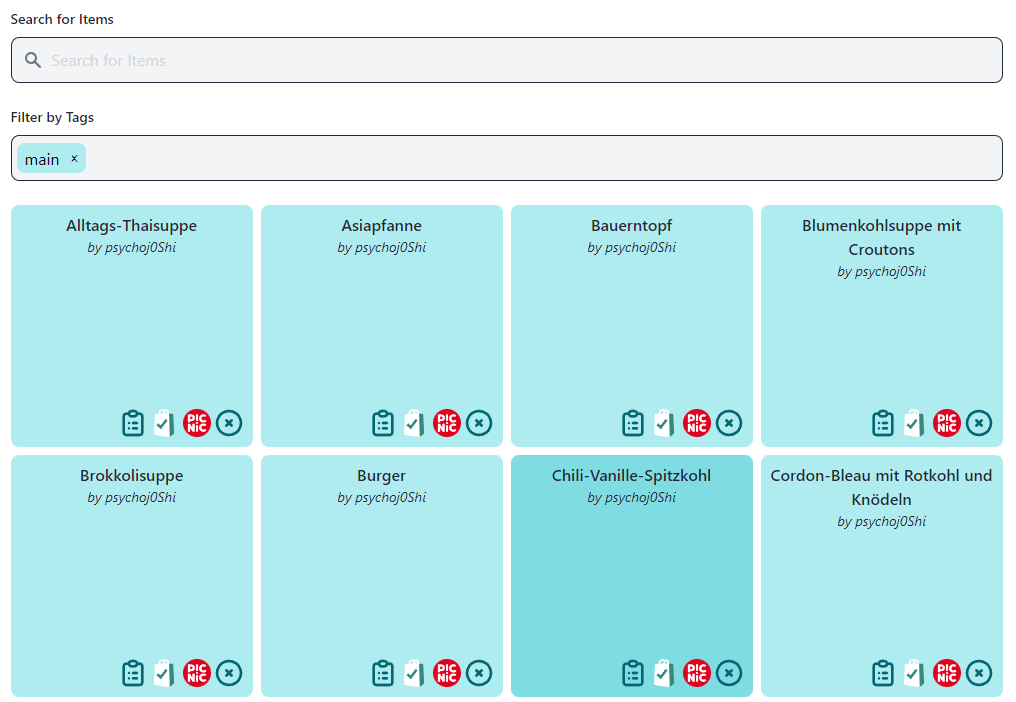 Search for Items
Search for Items
Filter by Tags
main ×
Alltags-Thaisuppe
by psychoj0Shi
PIC
NIC
Asiapfanne
by psychoj0Shi
PIC
NIC
Bauerntopf
by psychoj0Shi
PIC
NIC
Blumenkohlsuppe mit
Croutons
by psychoj0Shi
PIC
NIC
Brokkolisuppe
by psychoj0Shi
PIC
NIC
Burger
by psychoj0Shi
PIC
NIC
Chili-Vanille-Spitzkohl
by psychoj0Shi
PIC
NIC
Cordon-Bleau mit Rotkohl und
Knödeln
by psychoj0Shi
PIC
NIC